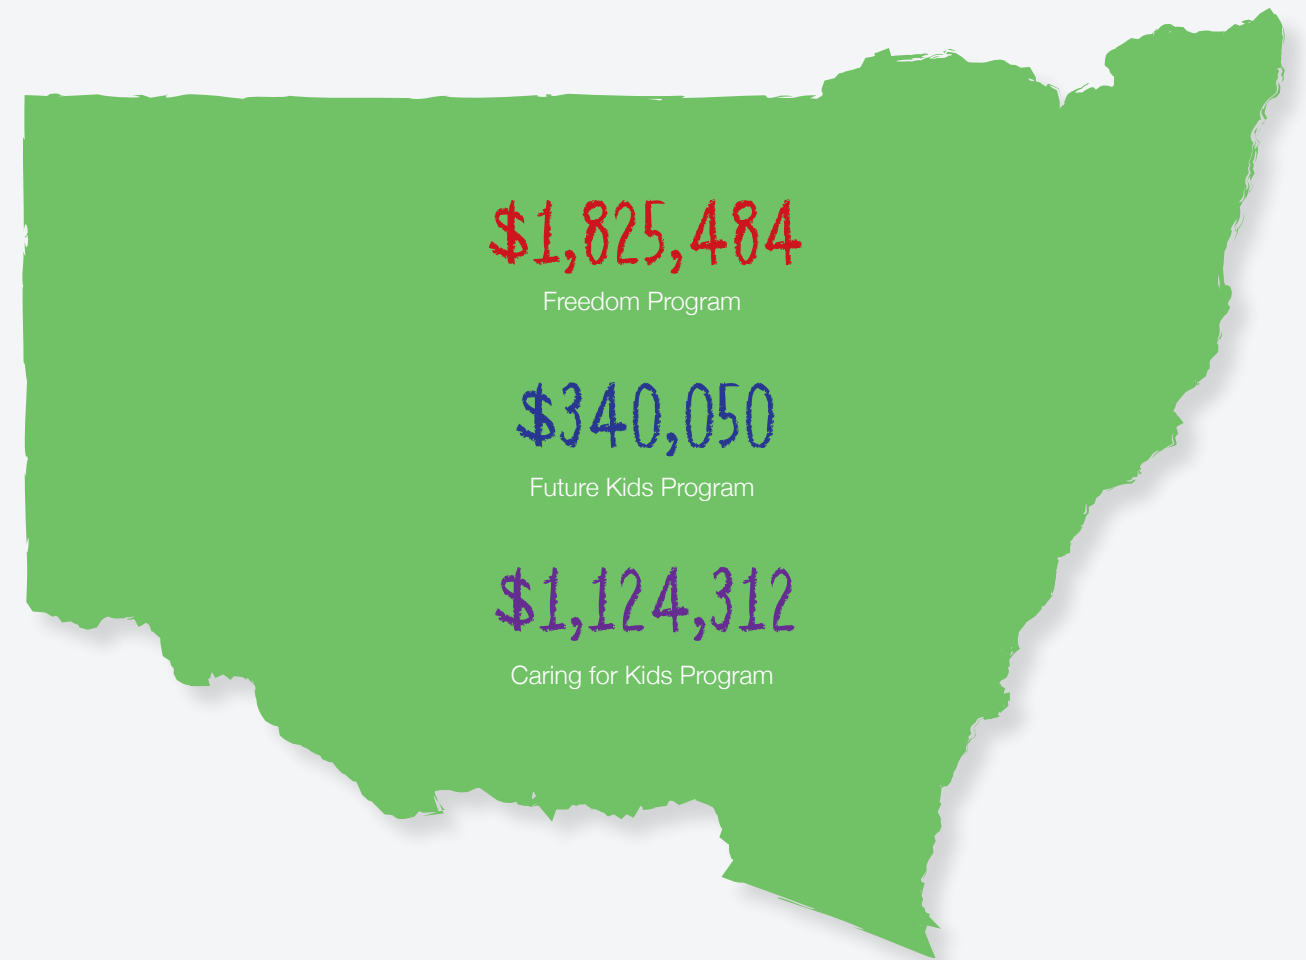 $1,825,484
Freedom Program
$340,050
Future Kids Program
$1,124,312
Caring for Kids Program